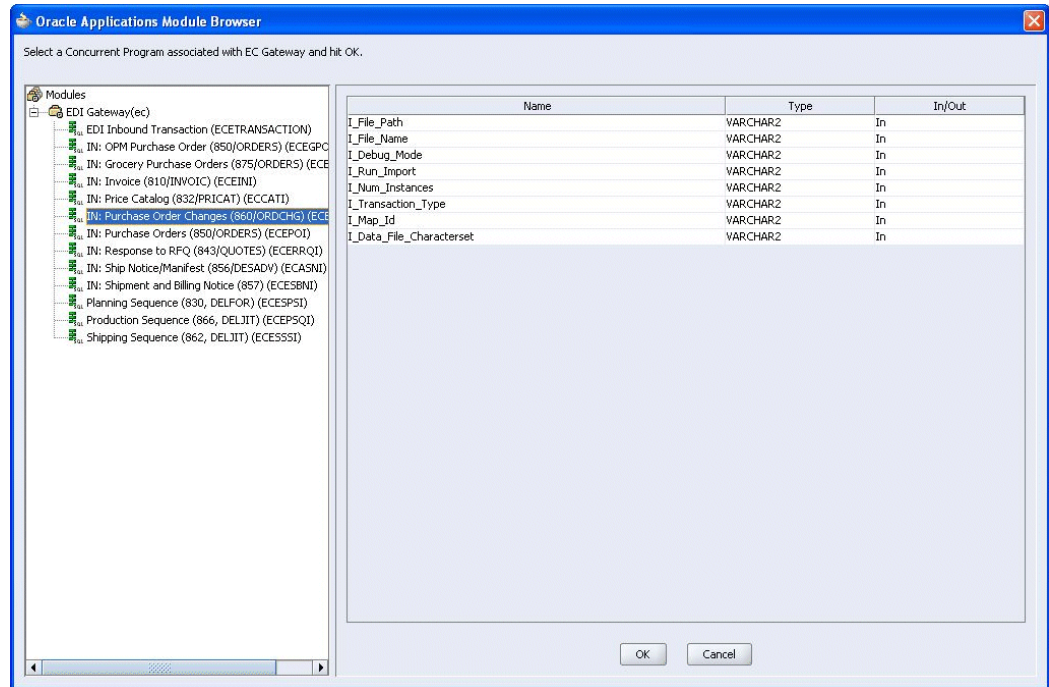 Oracle Applications Module Browser
Select a Concurrent Program associated with EC Gateway and hit OK.
Modules
EDI Gateway(ec)
EDI Inbound Transaction (ECETRANSACTION)
IN: OPM Purchase Order (850/ORDERS) (ECEGPO
IN: Grocery Purchase Orders (875/ORDERS) (ECE
IN: Invoice (810/INVOIC) (ECEINI)
IN: Price Catalog (832/PRICAT) (ECCATI)
IN: Purchase Order Changes (860/ORDCHG) (ECE
IN: Purchase Orders (850/ORDERS) (ECEPOI)
IN: Response to RFQ (843/QUOTES) (ECERRQI)
IN: Ship Notice/Manifest (856/DESADV) (ECASNI)
IN: Shipment and Billing Notice (857) (ECESBNI)
Planning Sequence (830, DELFOR) (ECESPSI)
Production Sequence (866, DELJIT) (ECEPSQI)
Shipping Sequence (862, DELJIT) (ECESSSI)
Name Type In/Out
I_File_Path VARCHAR2 In
I_File_Name VARCHAR2 In
I_Debug_Mode VARCHAR2 In
I_Run_Import VARCHAR2 In
I_Num_Instances VARCHAR2 In
I_Transaction_Type VARCHAR2 In
I_Map_Id VARCHAR2 In
I_Data_File_Characterset VARCHAR2 In
OK Cancel